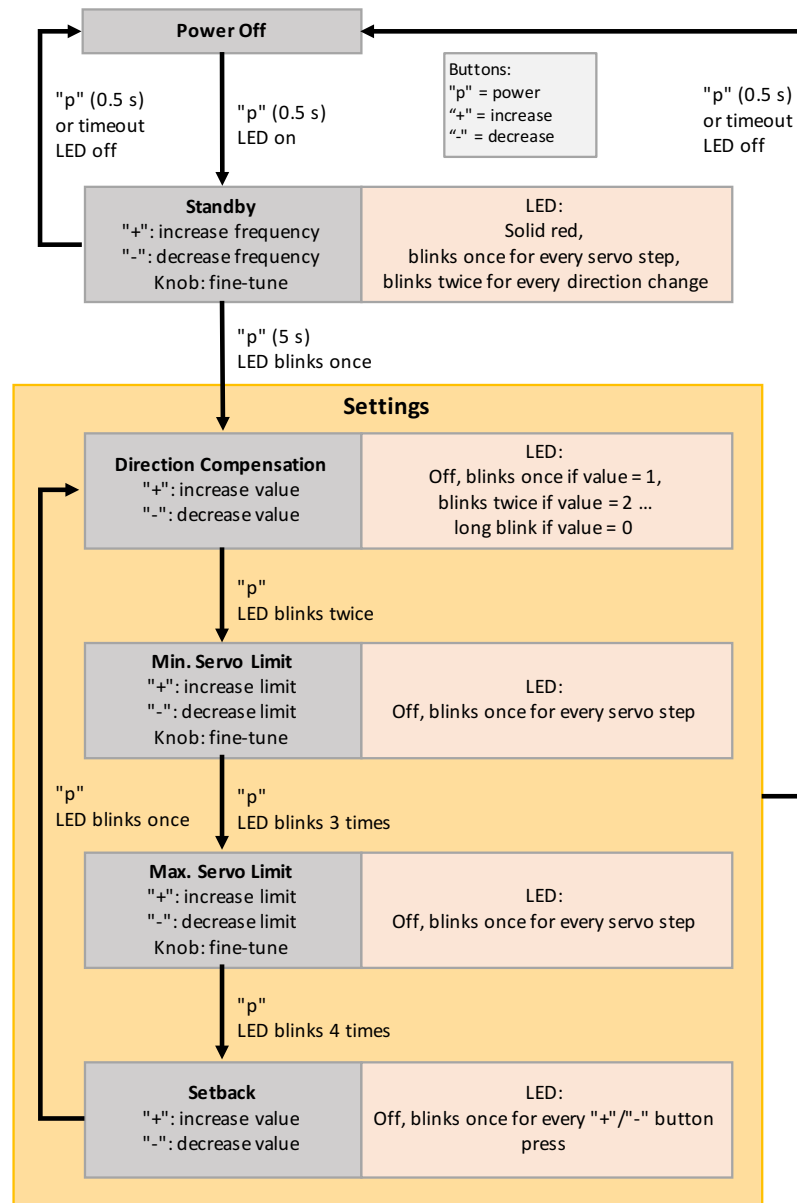 Power Off
Buttons:
"p" = power
“+" = increase
“-" = decrease
"p" (0.5 s)
or timeout
LED off
"p" (0.5 s)
LED on
"p" (0.5 s)
or timeout
LED off
Standby
"+": increase frequency
"-": decrease frequency
Knob: fine-tune
LED:
Solid red,
blinks once for every servo step,
blinks twice for every direction change
"p" (5 s)
LED blinks once
Settings
Direction Compensation
"+": increase value
"-": decrease value
LED:
Off, blinks once if value = 1,
blinks twice if value = 2 ...
long blink if value = 0
"p"
LED blinks twice
Min. Servo Limit
"+": increase limit
"-": decrease limit
Knob: fine-tune
LED:
Off, blinks once for every servo step
"p"
LED blinks once
"p"
LED blinks 3 times
Max. Servo Limit
"+": increase limit
"-": decrease limit
Knob: fine-tune
LED:
Off, blinks once for every servo step
"p"
LED blinks 4 times
Setback
"+": increase value
"-": decrease value
LED:
Off, blinks once for every "+"/"-" button
press